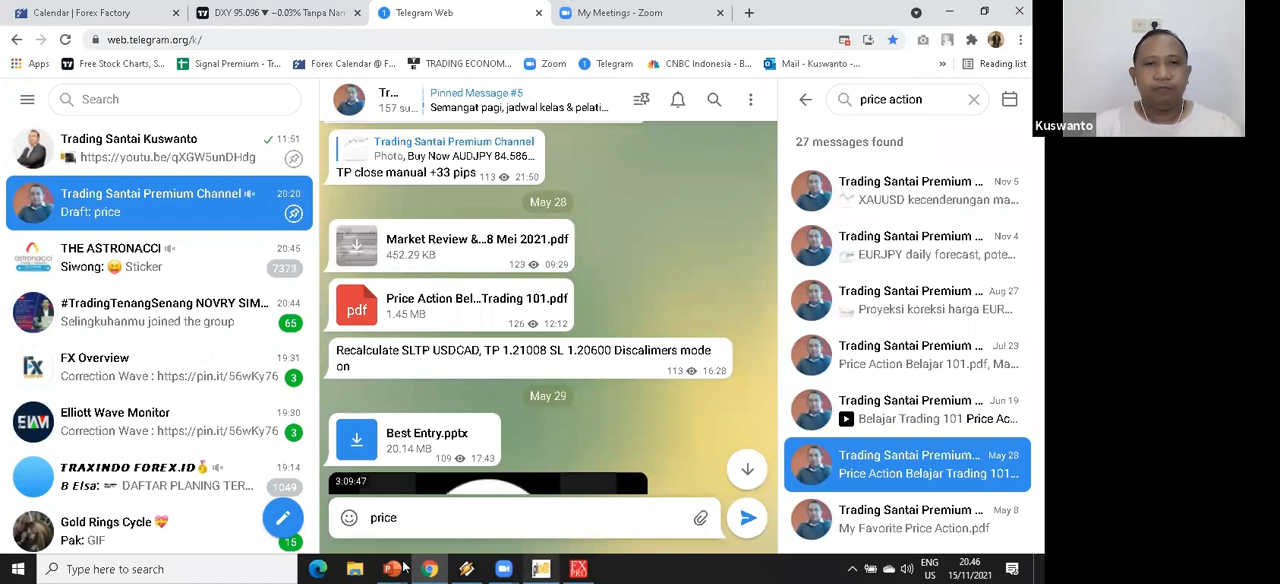 Calendar | Forex Factory
DXY 95.096▼ −0.03% Tanpa Nan
Telegram Web
My Meetings - Zoom
web.telegram.org/k/
Apps
Free Stock Charts, S...
Signal Premium - Tr...
Forex Calendar @ F...
TRADING ECONOM...
Zoom
Telegram
CNBC Indonesia - B...
Mail - Kuswanto -...
»
Reading list
Search
Trading Santai Kuswanto
11:51
https://youtu.be/qXGW5unDHdg
Trading Santai Premium Channel
20:20
Draft: price
THE ASTRONACCI
20:45
Siwong: 😛 Sticker
7373
#TradingTenangSenang NOVRY SIM...
20:44
Selingkuhanmu joined the group
65
FX Overview
19:31
Correction Wave : https://pin.it/56wKy76
3
Elliott Wave Monitor
19:30
Correction Wave : https://pin.it/56wKy76
3
TRAXINDO FOREX.ID🥇
19:14
B Elsa: DAFTAR PLANING TER...
1049
Gold Rings Cycle 💝
Pak: GIF
15
Tr...
157 su...
Pinned Message #5
Semangat pagi, jadwal kelas & pelati...
Trading Santai Premium Channel
Photo, Buy Now AUDJPY 84.586...
TP close manual +33 pips
113 21:50
May 28
Market Review &...8 Mei 2021.pdf
452.29 KB
123 09:29
pdf
Price Action Bel...Trading 101.pdf
1.45 MB
126 12:12
Recalculate SLTP USDCAD, TP 1.21008 SL 1.20600 Discalimers mode
on
113 16:28
May 29
Best Entry.pptx
20.14 MB
109 17:43
3:09:47
price
price action
27 messages found
Trading Santai Premium ...
Nov 5
XAUUSD kecenderungan ma...
Trading Santai Premium ...
Nov 4
EURJPY daily forecast, pote...
Trading Santai Premium ...
Aug 27
Proyeksi koreksi harga EUR...
Trading Santai Premium ...
Jul 23
Price Action Belajar 101.pdf, Ma...
Trading Santai Premium ...
Jun 19
Belajar Trading 101 Price Ac...
Trading Santai Premium...
May 28
Price Action Belajar Trading 101...
Trading Santai Premium ...
May 8
My Favorite Price Action.pdf
Kuswanto
Type here to search
FX
PRO
ENG
US
20.46
15/11/2021